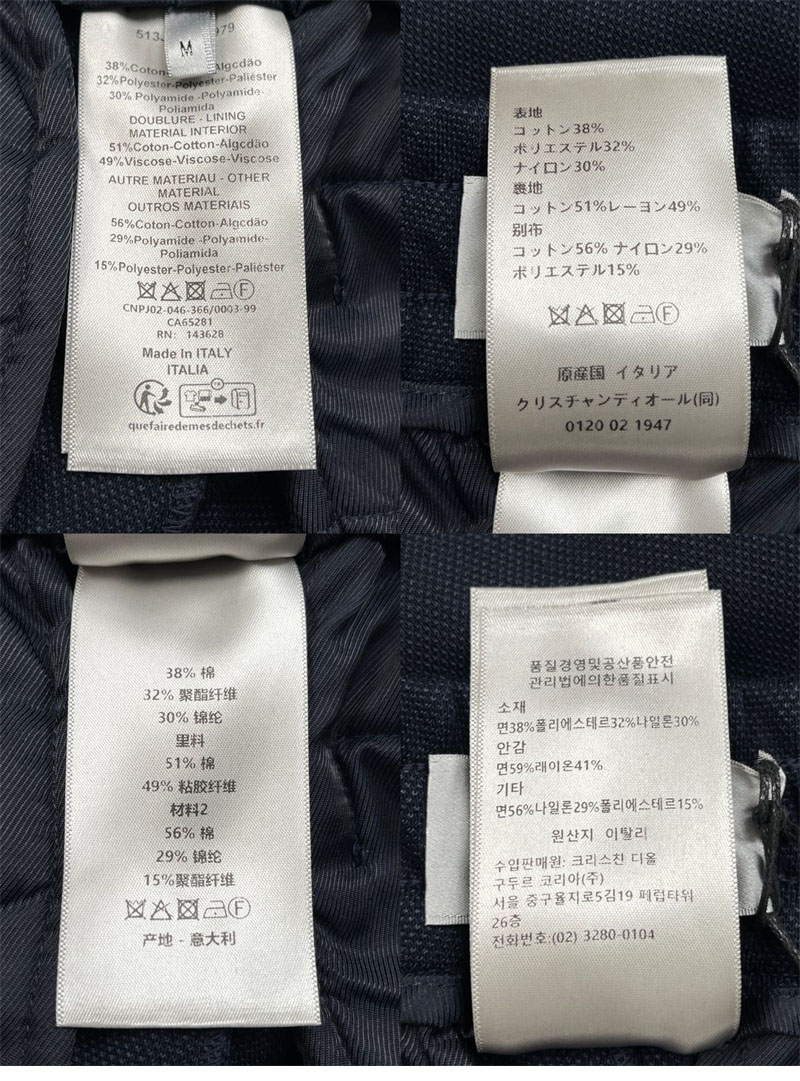 M
979
38%Coton-
-Algcdão
32%Polyester-Polyester-Paliéster
30% Polyamide -Polyamide-
Poliamida
DOUBLURE - LINING
MATERIAL INTERIOR
51%Coton-Cotton-Algcdão
49%Viscose-Viscose-Viscose
AUTRE MATERIAU - OTHER
MATERIAL
OUTROS MATERIAIS
56%Coton-Cotton-Algcdão
29%Polyamide -Polyamide-
Políamida
15%Polyester-Polyester-Paliéster
CNPJ02-046-366/0003-99
CA65281
RN: 143628
Made In ITALY
ITALIA
quefairedemesdechets.fr
表地
コットン38%
ポリエステル32%
ナイロン30%
裏地
コットン51%レーヨン49%
別布
コットン56% ナイロン29%
ポリエステル15%
F
原産国 イタリア
クリスチャンディオール(同)
0120 02 1947
38% 棉
32% 聚酯纤维
30% 锦纶
里料
51% 棉
49% 粘胶纤维
材料2
56% 棉
29% 锦纶
15%聚酯纤维
F
产地 - 意大利
품질경영및공산품안전
관리법에의한품질표시
소재
면38%폴리에스테르32%나일론30%
안감
면59%래이온41%
기타
면56%나일론29%폴리에스테르15%
원산지 이탈리
수입판매원: 크리스챤 디올
구두르 코리아(주)
서울 중구을지로5길19 페럼타워
26층
전화번호:(02) 3280-0104